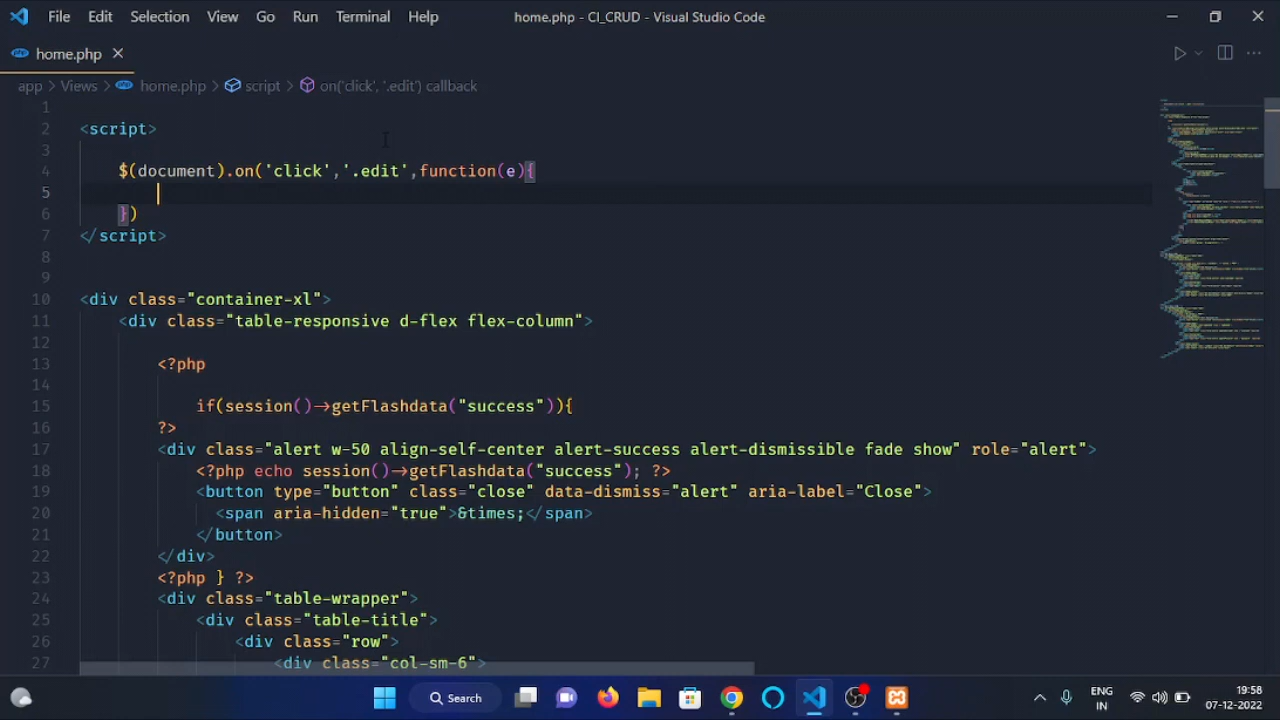 File Edit Selection View Go Run Terminal Help home.php - CI_CRUD - Visual Studio Code
php home.php
app > Views > php home.php > script > on('click', '.edit') callback
1
2 <script>
3
4 $(document).on('click','.edit',function(e){
5
6 })
7 </script>
8
9
10 <div class="container-xl">
11 <div class="table-responsive d-flex flex-column">
12
13 <?php
14
15 if(session()->getFlashdata("success")){
16 ?>
17 <div class="alert w-50 align-self-center alert-success alert-dismissible fade show" role="alert">
18 <?php echo session()->getFlashdata("success"); ?>
19 <button type="button" class="close" data-dismiss="alert" aria-label="Close">
20 <span aria-hidden="true">&times;</span>
21 </button>
22 </div>
23 <?php } ?>
24 <div class="table-wrapper">
25 <div class="table-title">
26 <div class="row">
27 <div class="col-sm-6">
Search
ENG
IN
19:58
07-12-2022